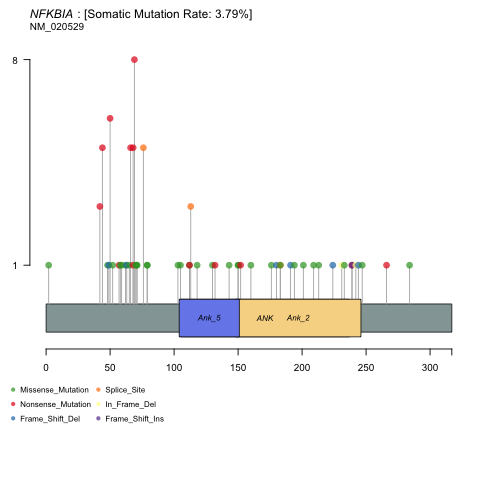 NFKBIA : [Somatic Mutation Rate: 3.79%]
NM_020529
8
1
Ank_5 ANK Ank_2
0 50 100 150 200 250 300
Missense_Mutation Splice_Site
Nonsense_Mutation In_Frame_Del
Frame_Shift_Del Frame_Shift_Ins